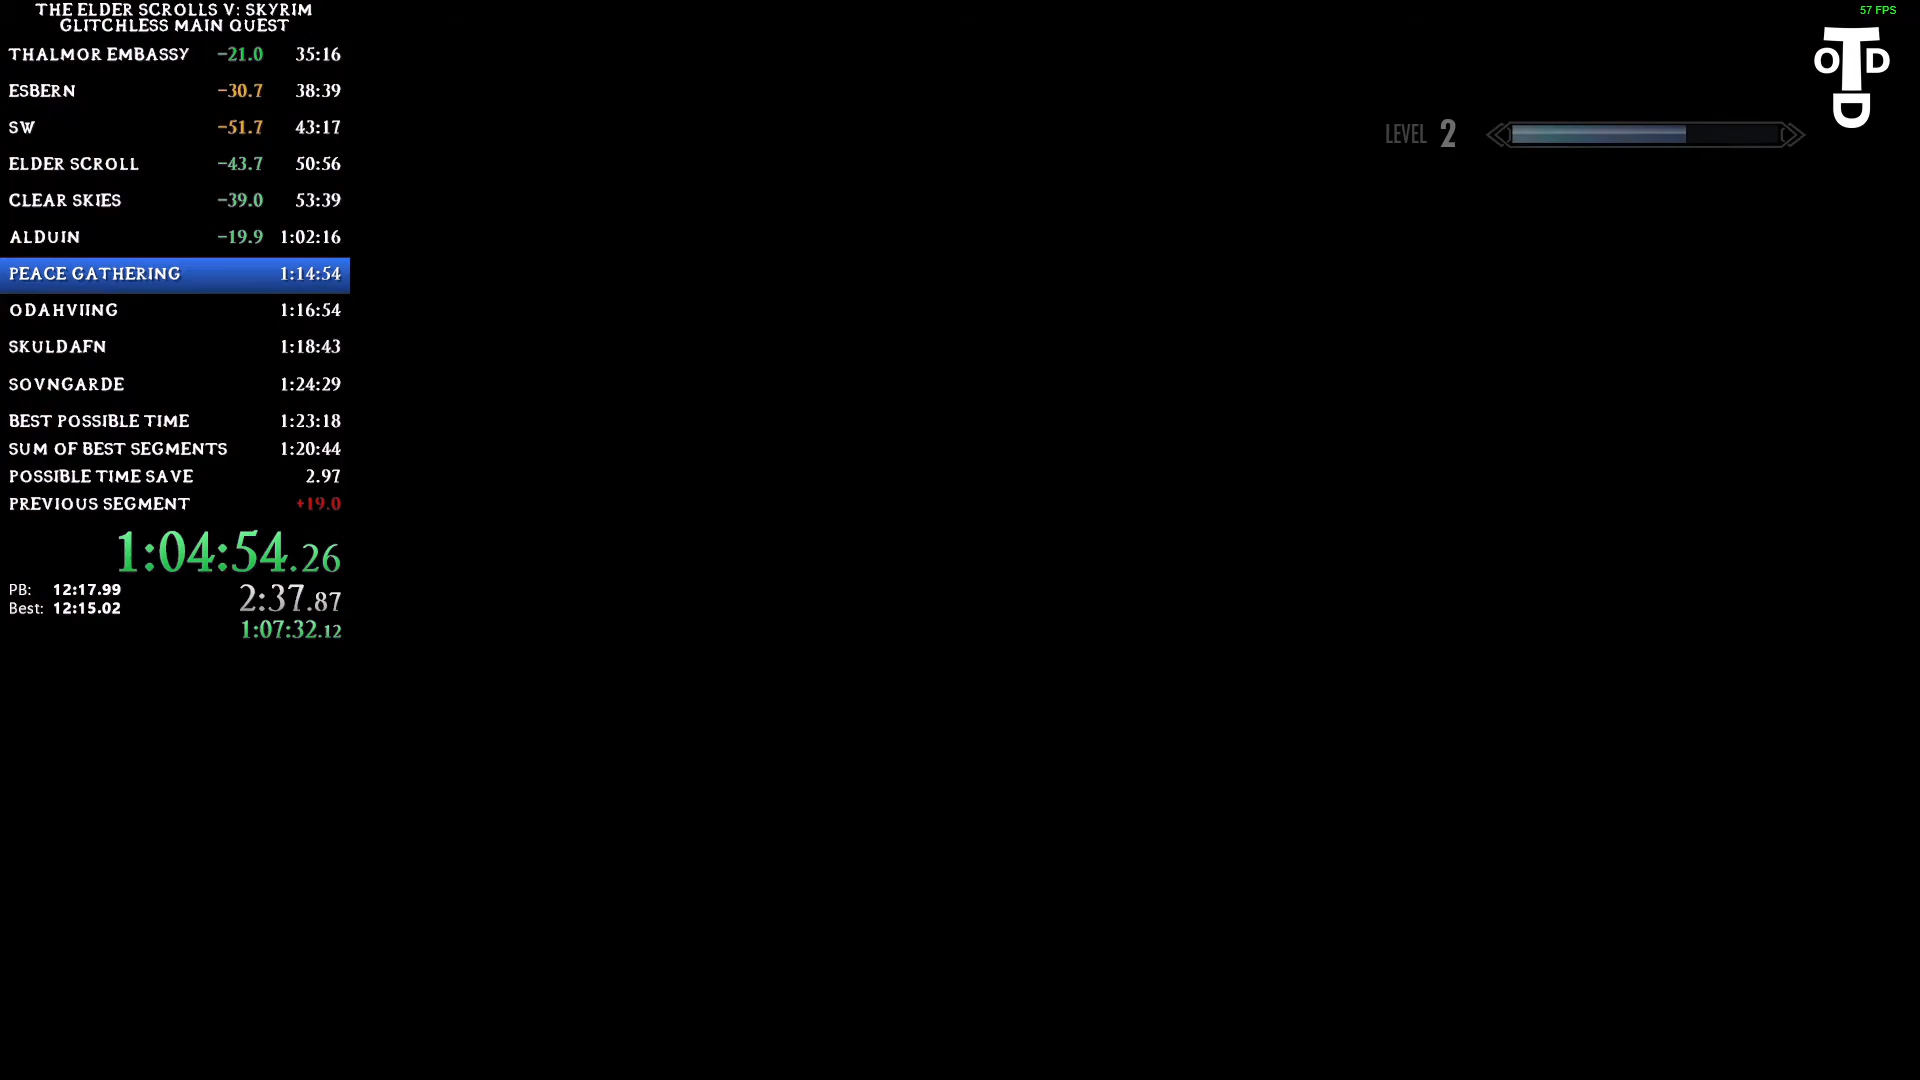 THE ELDER SCROLLS V: SKYRIM
GLITCHLESS MAIN QUEST
THALMOR EMBASSY -21.0 35:16
ESBERN -30.7 38:39
SW -51.7 43:17
ELDER SCROLL -43.7 50:56
CLEAR SKIES -39.0 53:39
ALDUIN -19.9 1:02:16
PEACE GATHERING 1:14:54
ODAHVIING 1:16:54
SKULDAFN 1:18:43
SOVNGARDE 1:24:29
BEST POSSIBLE TIME 1:23:18
SUM OF BEST SEGMENTS 1:20:44
POSSIBLE TIME SAVE 2.97
PREVIOUS SEGMENT +19.0
1:04:54.26
PB: 12:17.99 2:37.87
Best: 12:15.02
1:07:32.12
57 FPS
OTDD
LEVEL 2